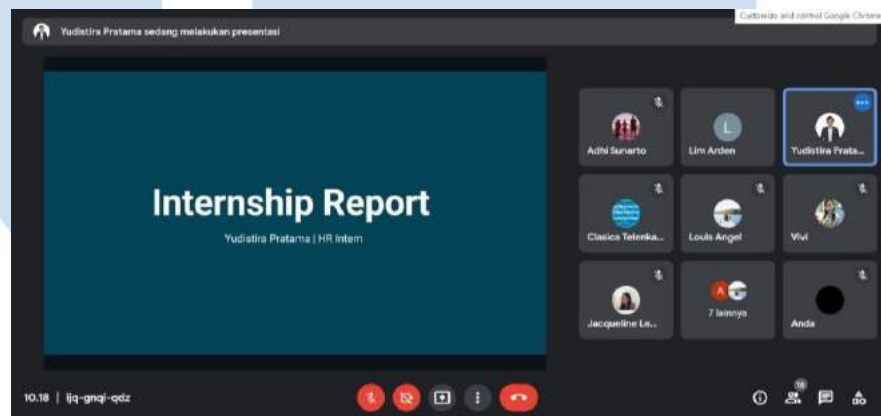 Customize and control Google Chrome
Yudistira Pratama sedang melakukan presentasi
Internship Report
Yudistira Pratama | HR Intern
Adhi Sunarto
L
Lim Arden
Yudistira Prata...
Clasica Telenka...
Louis Angel
Vivi
Jacqueline Le...
A
7 lainnya
Anda
10.18 | ijq-gnqi-qdz
16